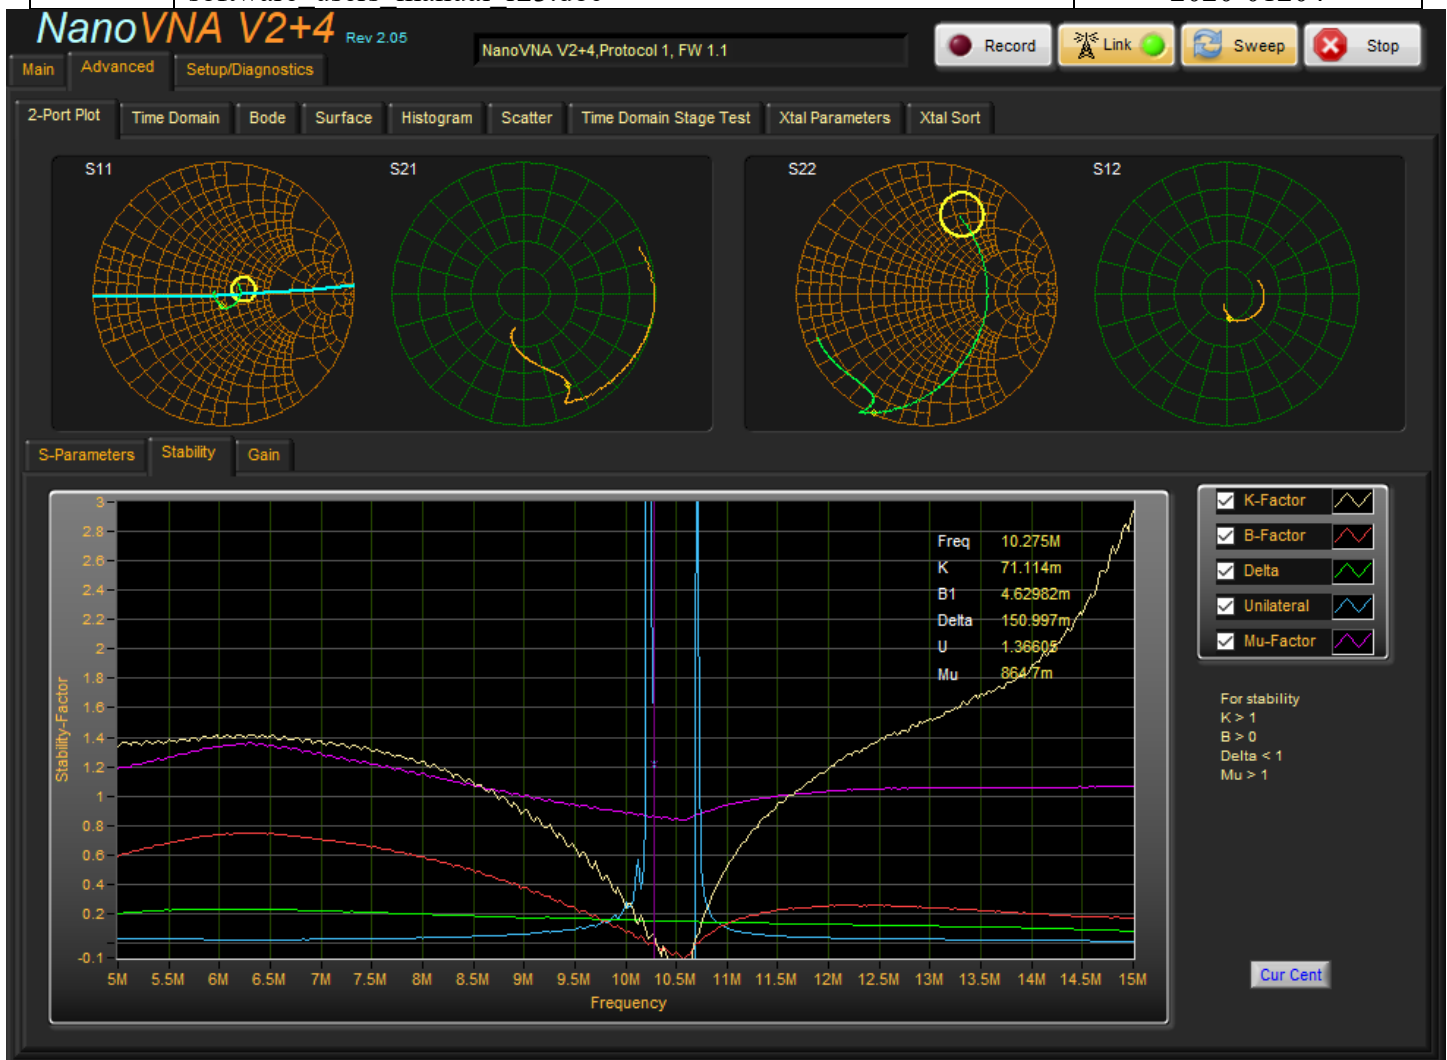 software_users_manual_123.doc 2020-01204
NanoVNA V2+4 Rev 2.05
NanoVNA V2+4,Protocol 1, FW 1.1
Record Link Sweep Stop
Main Advanced Setup/Diagnostics
2-Port Plot Time Domain Bode Surface Histogram Scatter Time Domain Stage Test Xtal Parameters Xtal Sort
S11 S21 S22 S12
S-Parameters Stability Gain
Stability-Factor
3
2.8
2.6
2.4
2.2
2
1.8
1.6
1.4
1.2
1
0.8
0.6
0.4
0.2
-0.1
Freq 10.275M
K 71.114m
B1 4.62982m
Delta 150.997m
U 1.36605
Mu 864.7m
5M 5.5M 6M 6.5M 7M 7.5M 8M 8.5M 9M 9.5M 10M 10.5M 11M 11.5M 12M 12.5M 13M 13.5M 14M 14.5M 15M
Frequency
K-Factor
B-Factor
Delta
Unilateral
Mu-Factor
For stability
K > 1
B > 0
Delta < 1
Mu > 1
Cur Cent